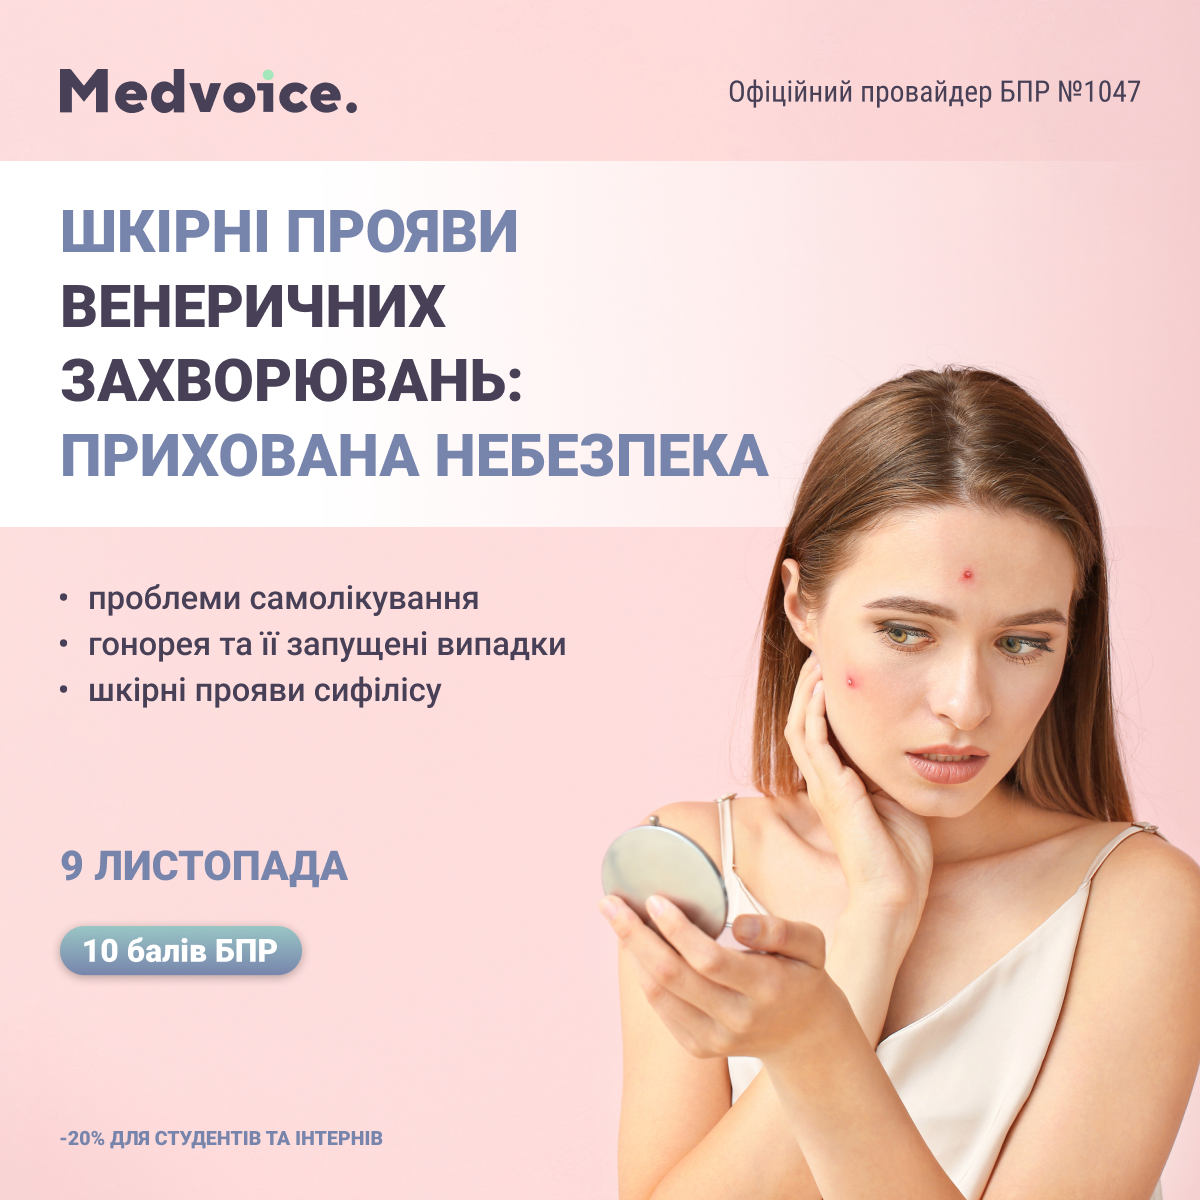 Medvoice.
Офіційний провайдер БПР №1047
ШКІРНІ ПРОЯВИ
ВЕНЕРИЧНИХ
ЗАХВОРЮВАНЬ:
ПРИХОВАНА НЕБЕЗПЕКА
• проблеми самолікування
• гонорея та її запущені випадки
• шкірні прояви сифілісу
9 ЛИСТОПАДА
10 балів БПР
-20% ДЛЯ СТУДЕНТІВ ТА ІНТЕРНІВ